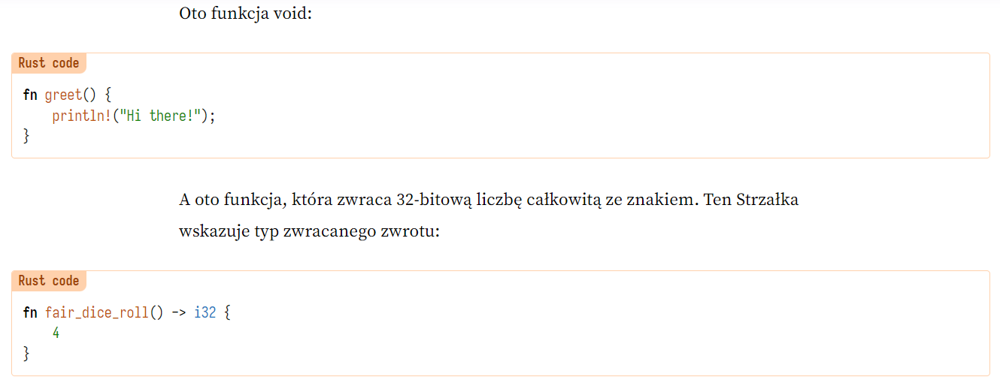 Oto funkcja void:
Rust code
fn greet() {
    println!("Hi there!");
}
A oto funkcja, która zwraca 32-bitową liczbę całkowitą ze znakiem. Ten Strzałka
wskazuje typ zwracanego zwrotu:
Rust code
fn fair_dice_roll() -> i32 {
    4
}